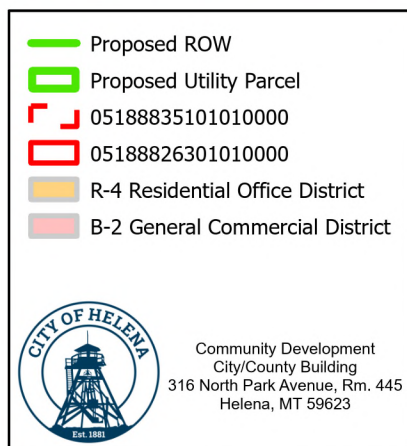 Proposed ROW
Proposed Utility Parcel
05188835101010000
05188826301010000
R-4 Residential Office District
B-2 General Commercial District
CITY OF HELENA
Est. 1881
Community Development
City/County Building
316 North Park Avenue, Rm. 445
Helena, MT 59623